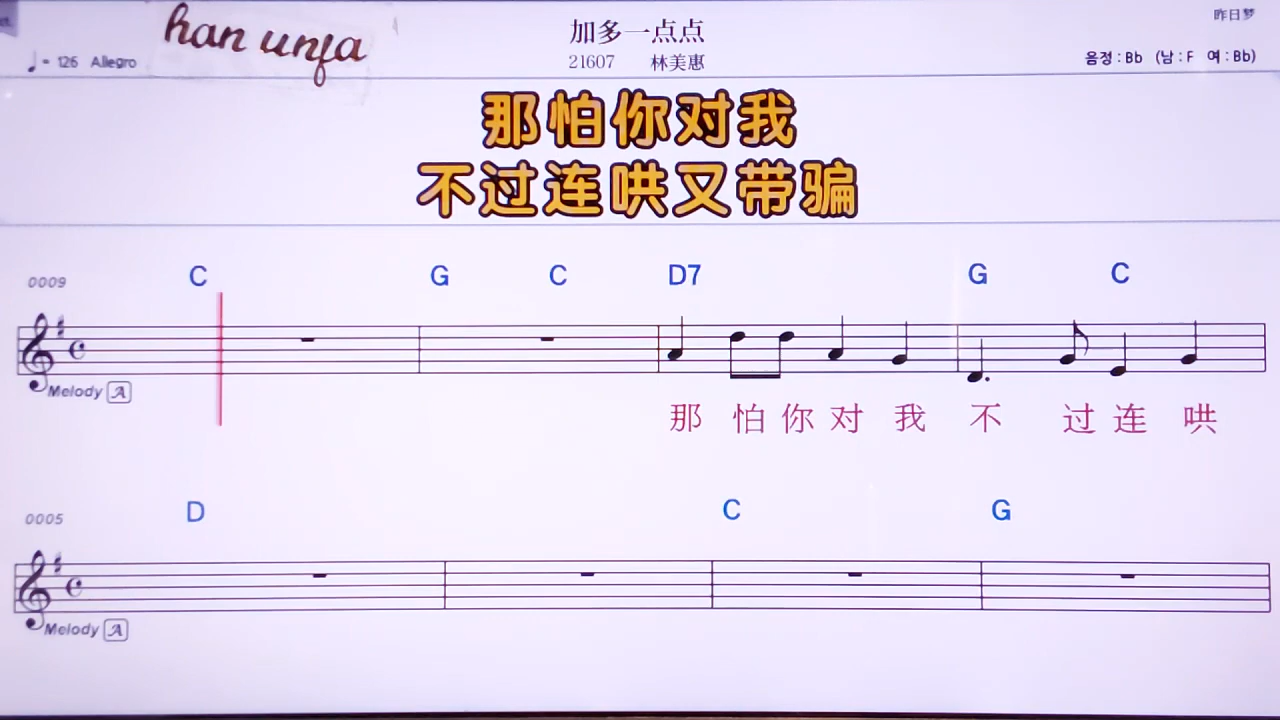 han unja
加多一点点
昨日梦
♩= 126 Allegro
21607 林美惠
음정 : Bb (남 : F 여 : Bb)
那怕你对我
不过连哄又带骗
C G C D7 G C
0009
Melody A
那 怕 你 对 我 不 过 连 哄
D C G
0005
Melody A